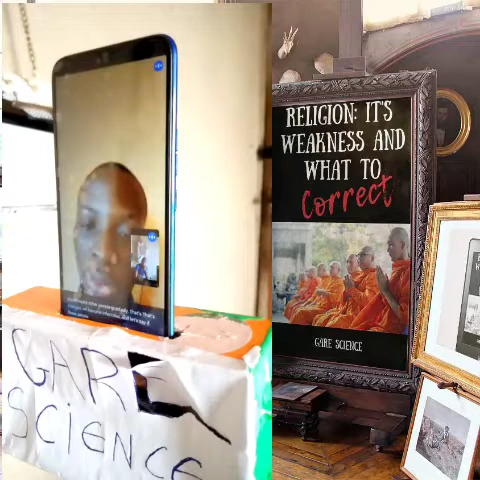 GARE
SCIENCE
RELIGION: IT'S
WEAKNESS AND
WHAT TO
Correct
GARE SCIENCE